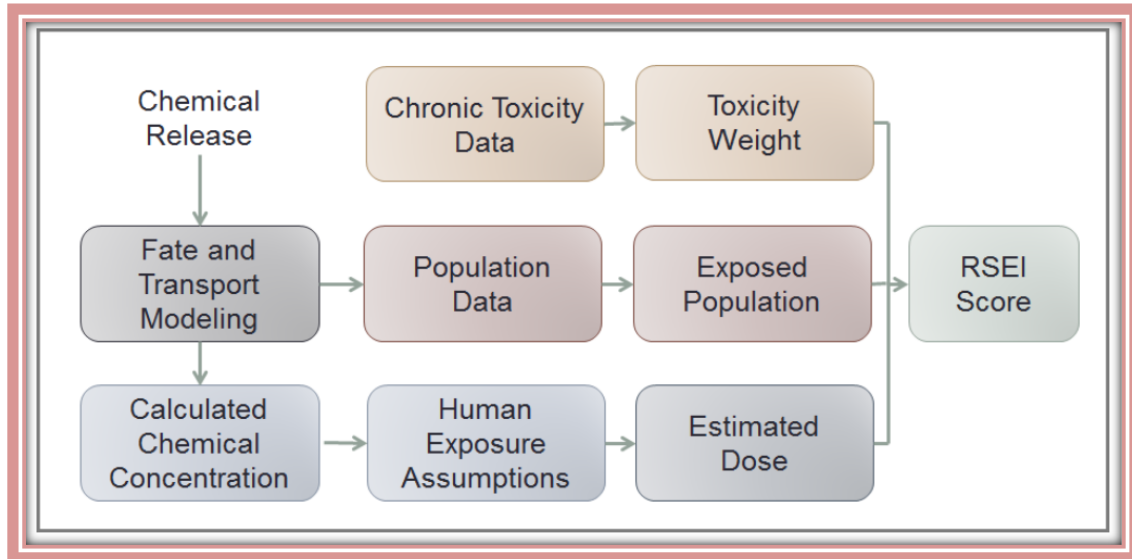 Chemical
Release
Chronic Toxicity
Data
Toxicity
Weight
Fate and
Transport
Modeling
Population
Data
Exposed
Population
RSEI
Score
Calculated
Chemical
Concentration
Human
Exposure
Assumptions
Estimated
Dose